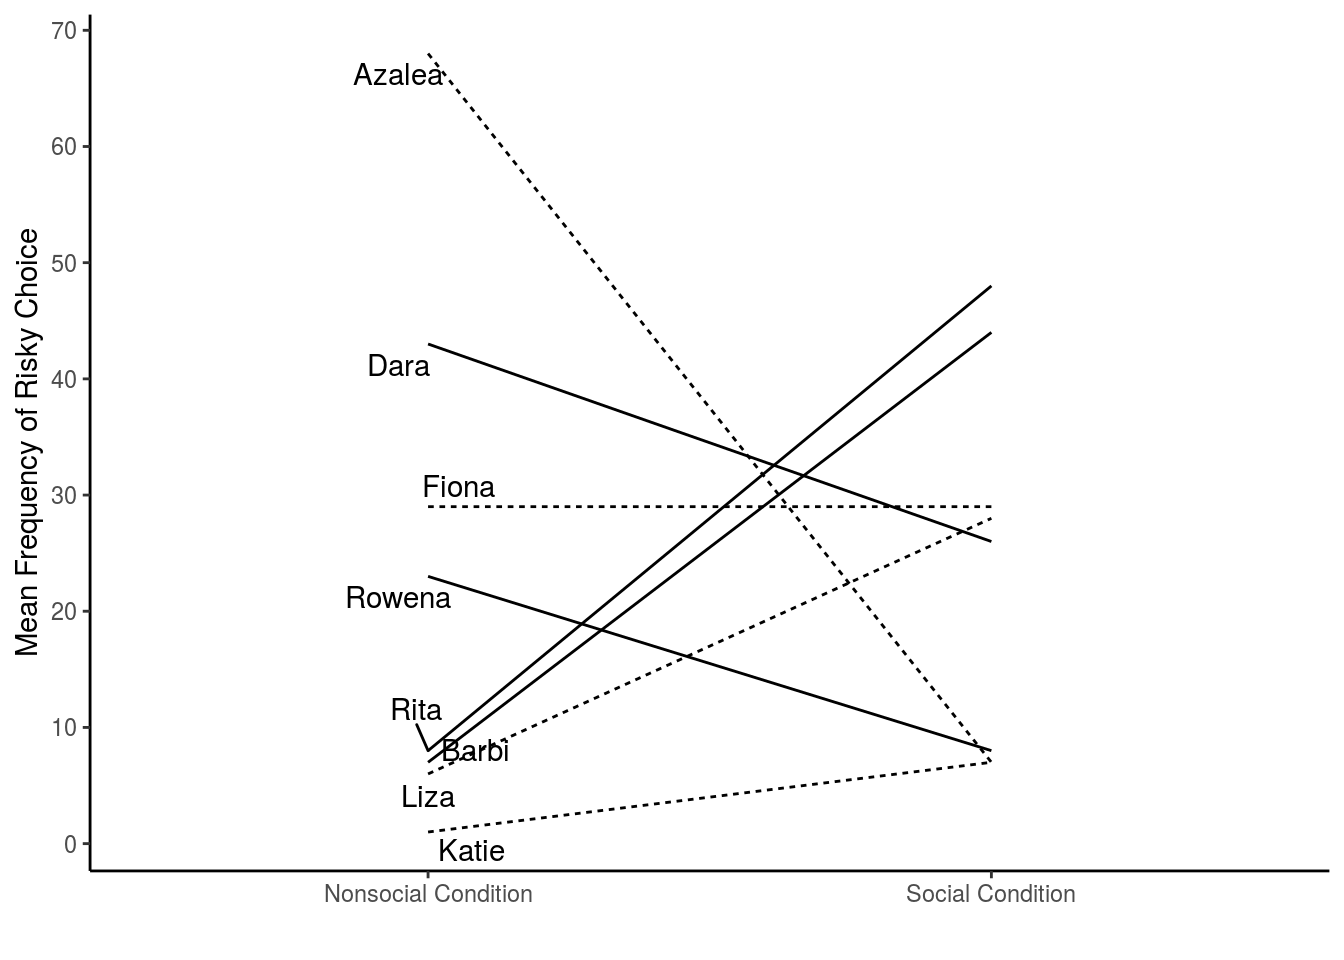 70
60
50
40
30
20
10
0
Mean Frequency of Risky Choice
Azalea
Dara
Fiona
Rowena
Rita
Barbi
Liza
Katie
Nonsocial Condition
Social Condition